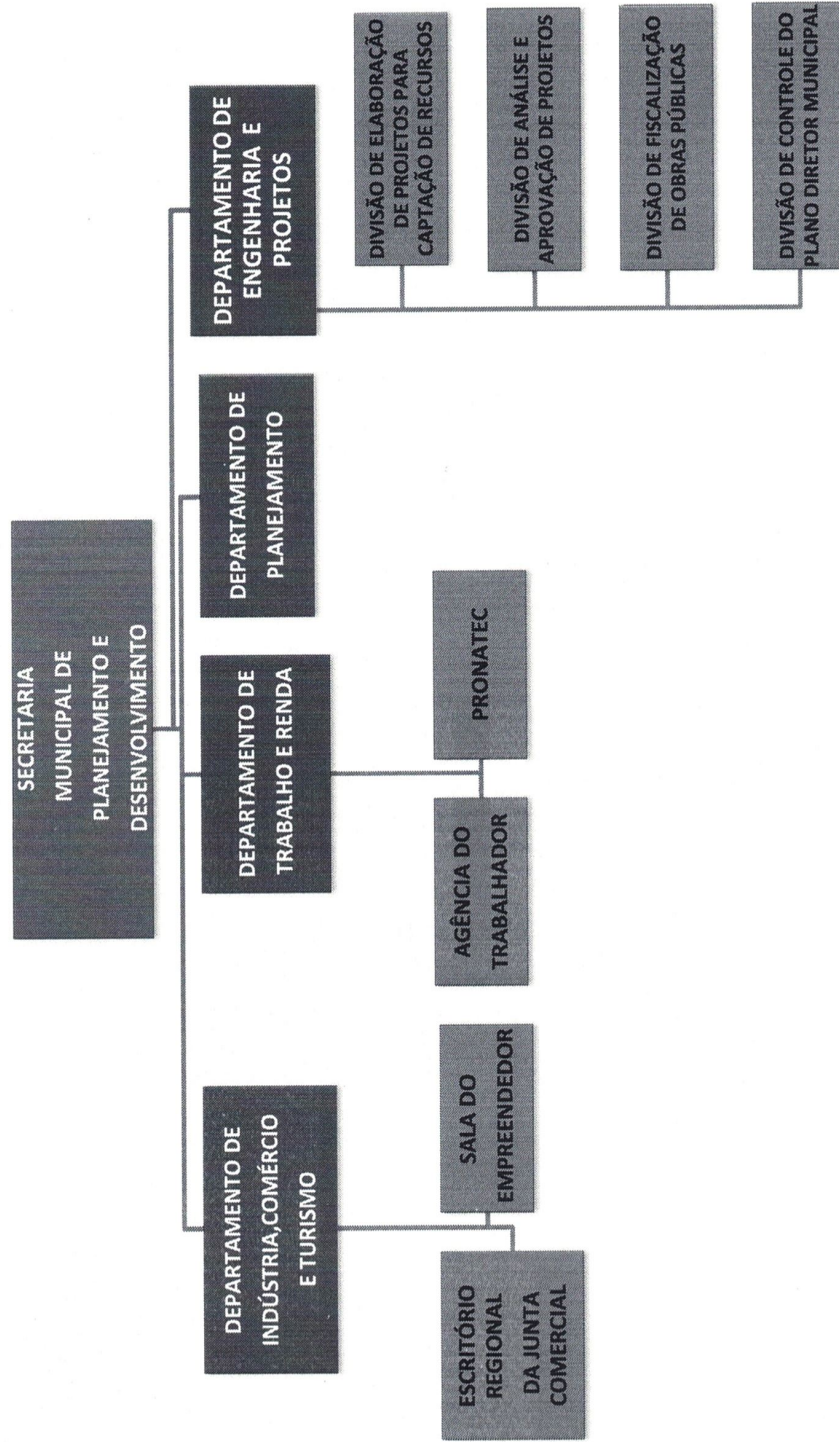 SECRETARIA
MUNICIPAL DE
PLANEJAMENTO E
DESENVOLVIMENTO
DEPARTAMENTO DE
INDÚSTRIA,COMÉRCIO
E TURISMO
DEPARTAMENTO DE
TRABALHO E RENDA
DEPARTAMENTO DE
PLANEJAMENTO
DEPARTAMENTO DE
ENGENHARIA E
PROJETOS
ESCRITÓRIO
REGIONAL
DA JUNTA
COMERCIAL
SALA DO
EMPREENDEDOR
AGÊNCIA DO
TRABALHADOR
PRONATEC
DIVISÃO DE ELABORAÇÃO
DE PROJETOS PARA
CAPTAÇÃO DE RECURSOS
DIVISÃO DE ANÁLISE E
APROVAÇÃO DE PROJETOS
DIVISÃO DE FISCALIZAÇÃO
DE OBRAS PÚBLICAS
DIVISÃO DE CONTROLE DO
PLANO DIRETOR MUNICIPAL